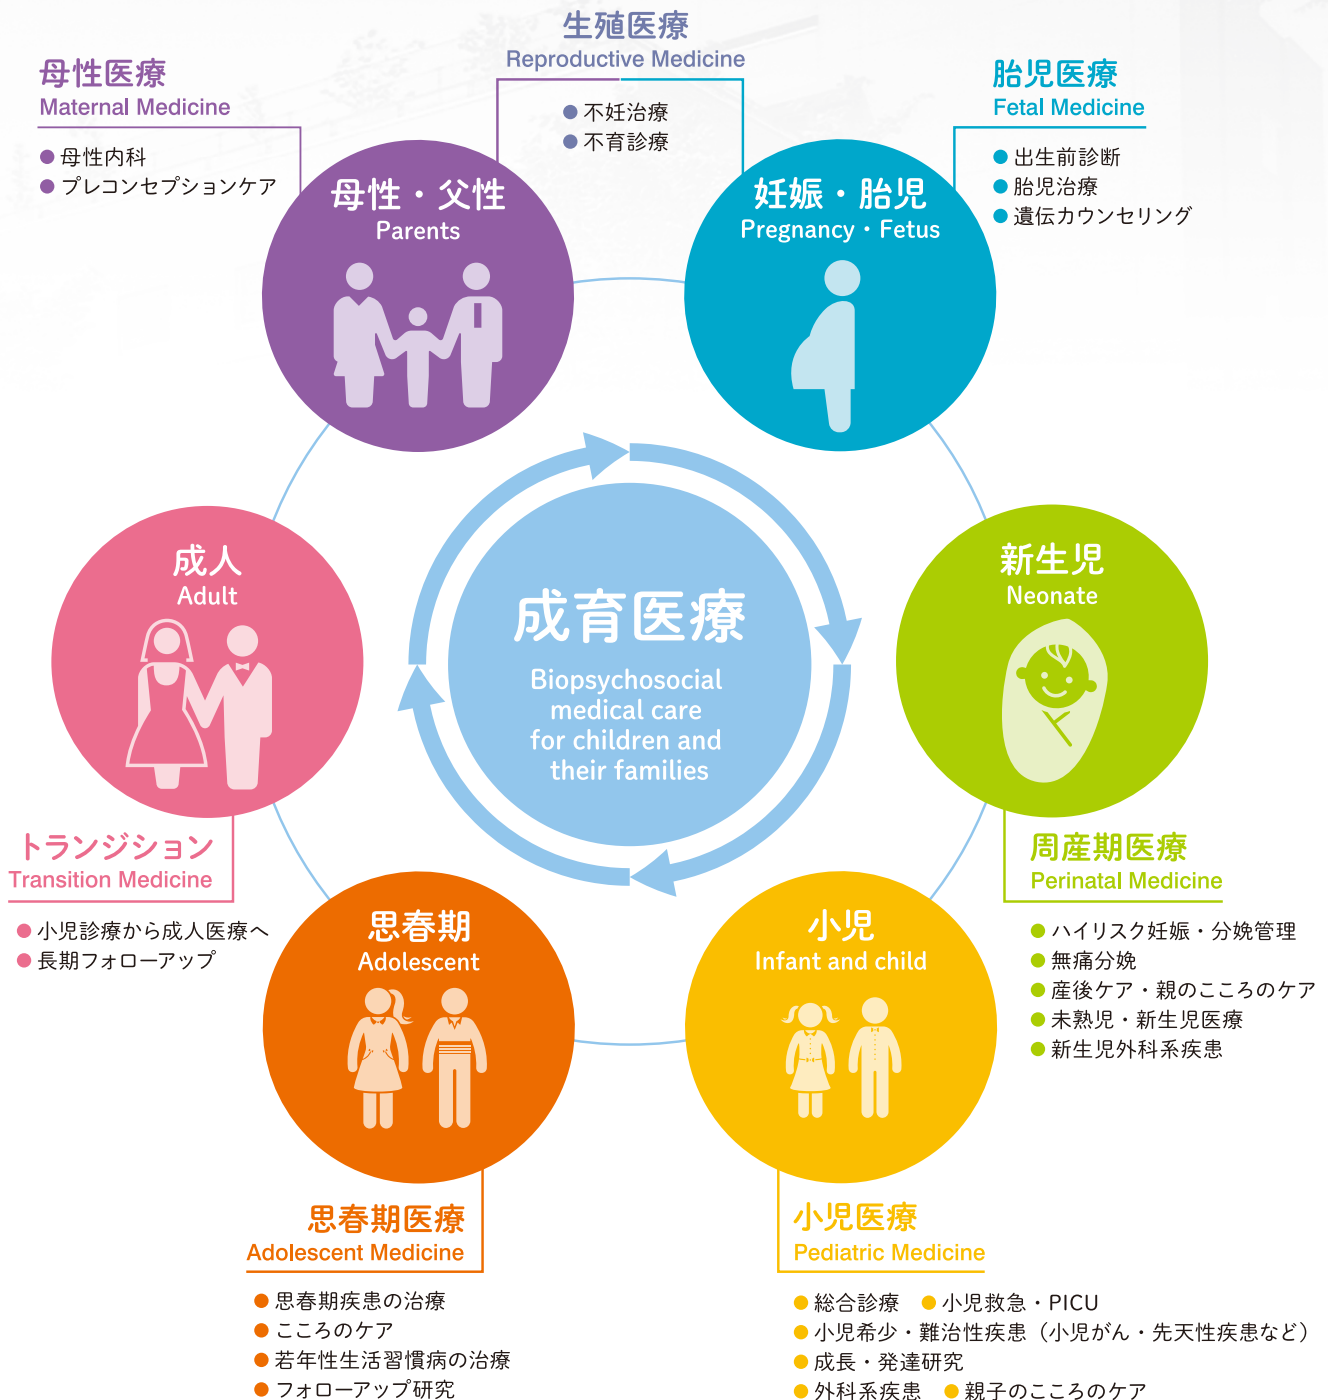 生殖医療
Reproductive Medicine
● 不妊治療
● 不育診療
母性医療
Maternal Medicine
● 母性内科
● プレコンセプションケア
胎児医療
Fetal Medicine
● 出生前診断
● 胎児治療
● 遺伝カウンセリング
母性・父性
Parents
妊娠・胎児
Pregnancy・Fetus
成人
Adult
成育医療
Biopsychosocial
medical care
for children and
their families
新生児
Neonate
トランジション
Transition Medicine
● 小児診療から成人医療へ
● 長期フォローアップ
周産期医療
Perinatal Medicine
● ハイリスク妊娠・分娩管理
● 無痛分娩
● 産後ケア・親のこころのケア
● 未熟児・新生児医療
● 新生児外科系疾患
思春期
Adolescent
小児
Infant and child
思春期医療
Adolescent Medicine
● 思春期疾患の治療
● こころのケア
● 若年性生活習慣病の治療
● フォローアップ研究
小児医療
Pediatric Medicine
● 総合診療 ● 小児救急・PICU
● 小児希少・難治性疾患（小児がん・先天性疾患など）
● 成長・発達研究
● 外科系疾患 ● 親子のこころのケア